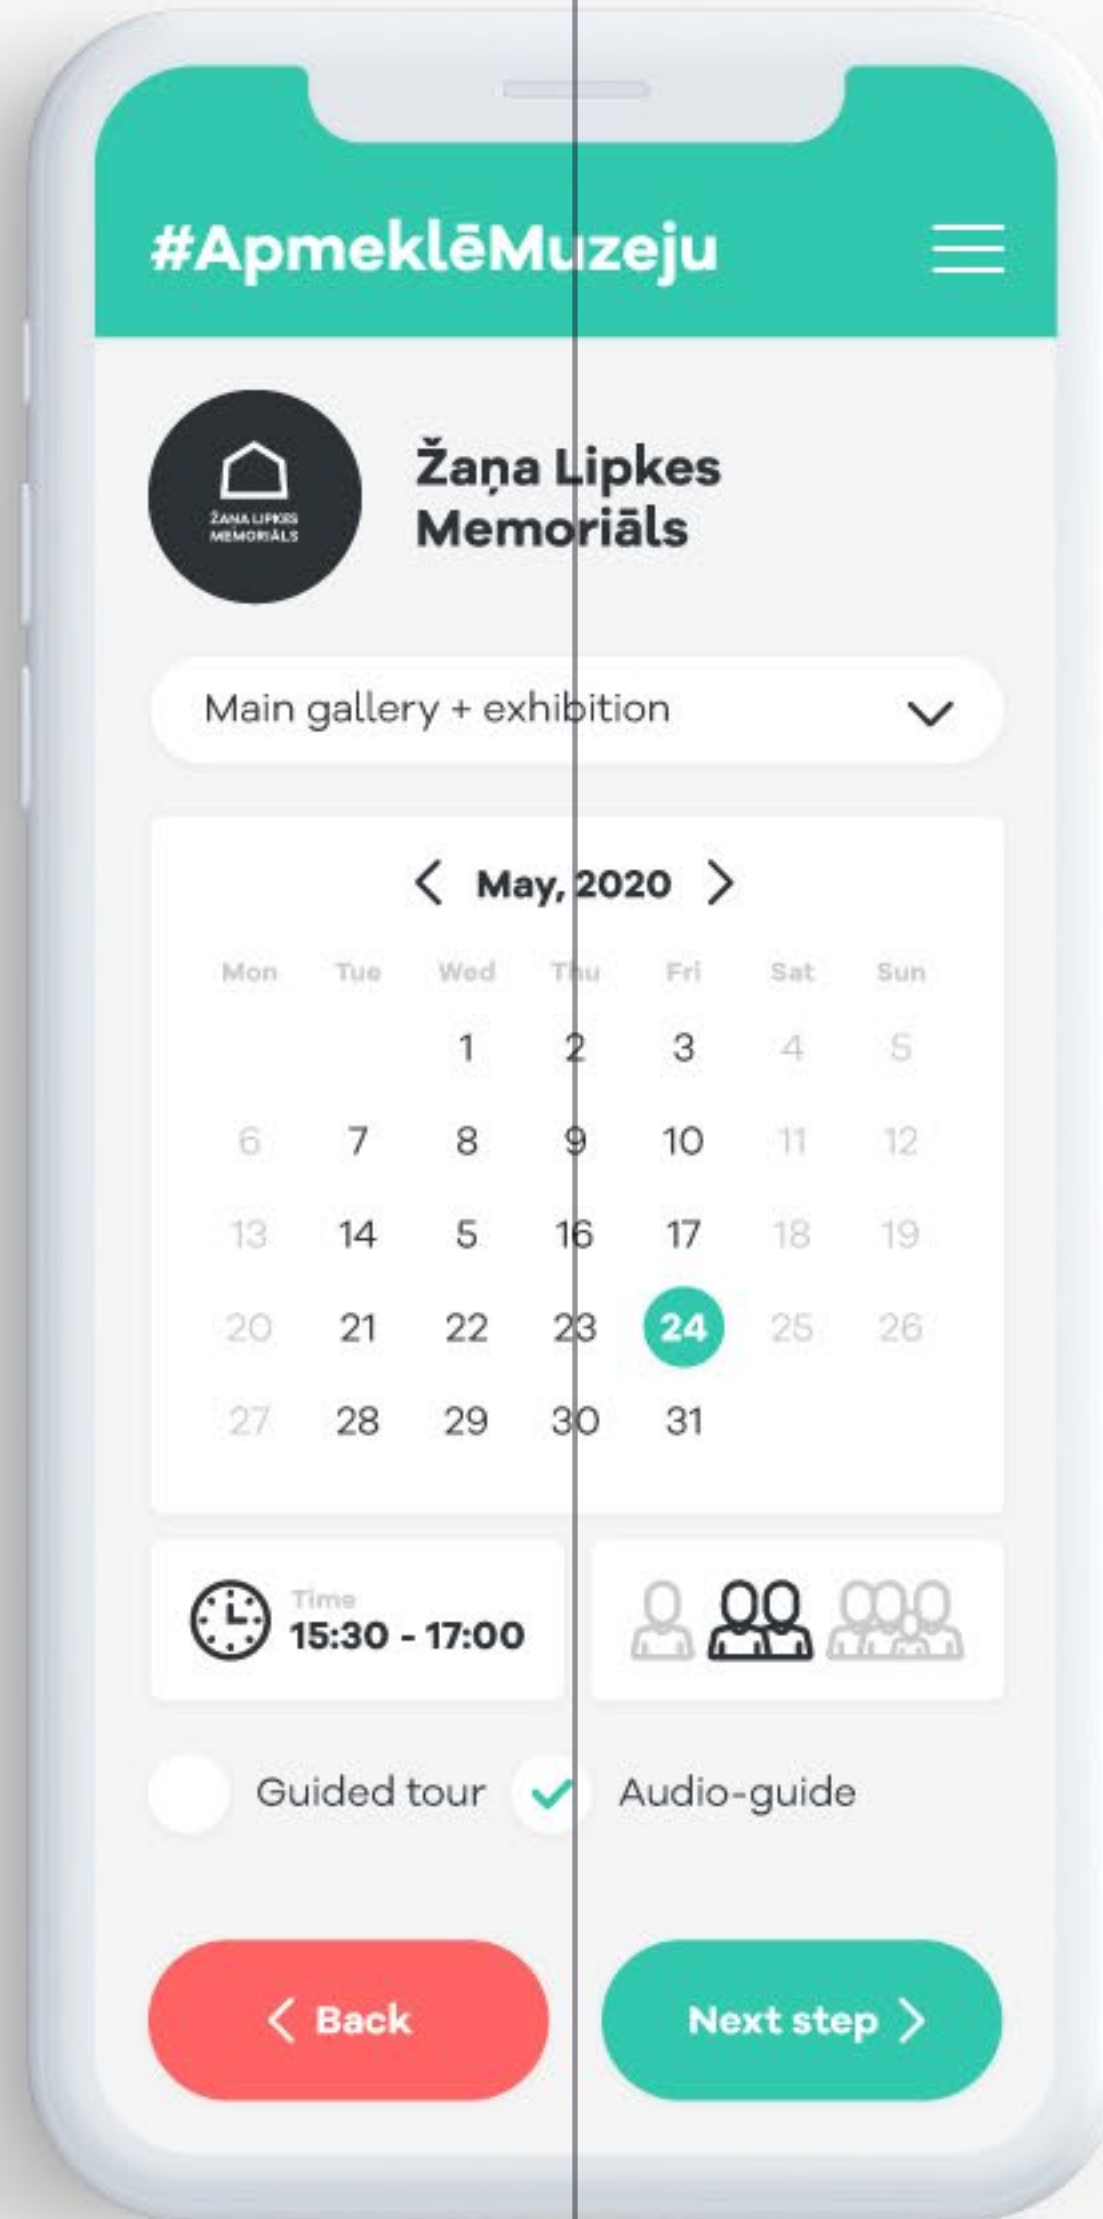 #ApmeklēMuzeju
ŽAŅA LIPKES
MEMORIĀLS
Žaņa Lipkes
Memoriāls
Main gallery + exhibition
May, 2020
Mon Tue Wed Thu Fri Sat Sun
1 2 3 4 5
6 7 8 9 10 11 12
13 14 5 16 17 18 19
20 21 22 23 24 25 26
27 28 29 30 31
Time
15:30 - 17:00
Guided tour Audio-guide
Back Next step